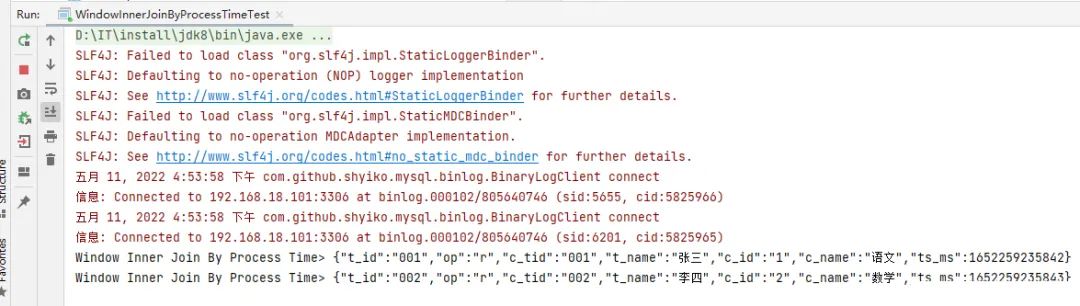 Run: WindowInnerJoinByProcessTimeTest ×
D:\IT\install\jdk8\bin\java.exe ...
SLF4J: Failed to load class "org.slf4j.impl.StaticLoggerBinder".
SLF4J: Defaulting to no-operation (NOP) logger implementation
SLF4J: See http://www.slf4j.org/codes.html#StaticLoggerBinder for further details.
SLF4J: Failed to load class "org.slf4j.impl.StaticMDCBinder".
SLF4J: Defaulting to no-operation MDCAdapter implementation.
SLF4J: See http://www.slf4j.org/codes.html#no_static_mdc_binder for further details.
五月 11, 2022 4:53:58 下午 com.github.shyiko.mysql.binlog.BinaryLogClient connect
信息: Connected to 192.168.18.101:3306 at binlog.000102/805640746 (sid:5655, cid:5825966)
五月 11, 2022 4:53:58 下午 com.github.shyiko.mysql.binlog.BinaryLogClient connect
信息: Connected to 192.168.18.101:3306 at binlog.000102/805640746 (sid:6201, cid:5825965)
Window Inner Join By Process Time> {"t_id":"001","op":"r","c_tid":"001","t_name":"张三","c_id":"1","c_name":"语文","ts_ms":1652259235842}
Window Inner Join By Process Time> {"t_id":"002","op":"r","c_tid":"002","t_name":"李四","c_id":"2","c_name":"数学","ts_ms":1652259235843}
Structure
Favorites